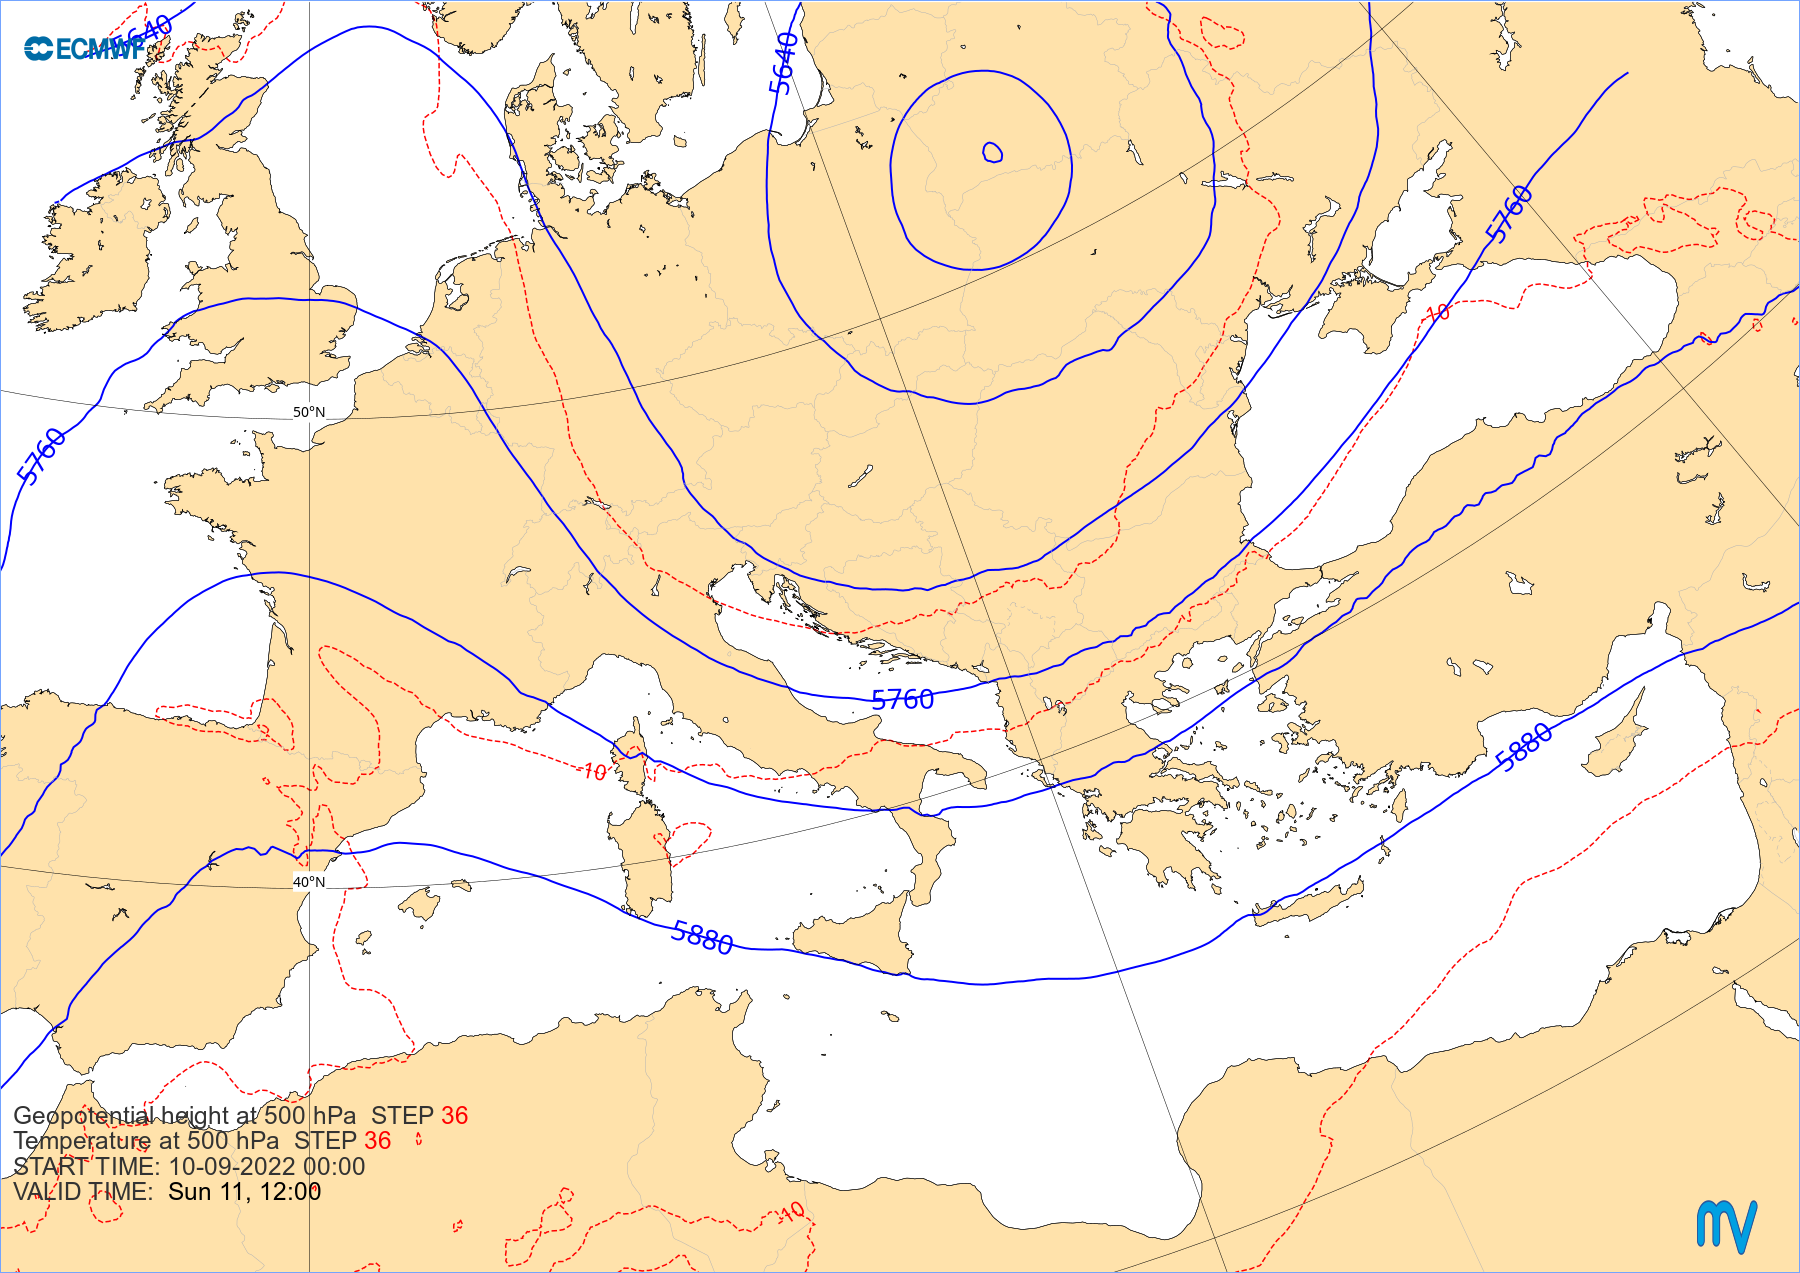 5640
ECMWF
5640
5760
10
50°N
5760
5760
5880
-10
40°N
5880
Geopotential height at 500 hPa STEP 36
Temperature at 500 hPa STEP 36
START TIME: 10-09-2022 00:00
VALID TIME: Sun 11, 12:00
-10